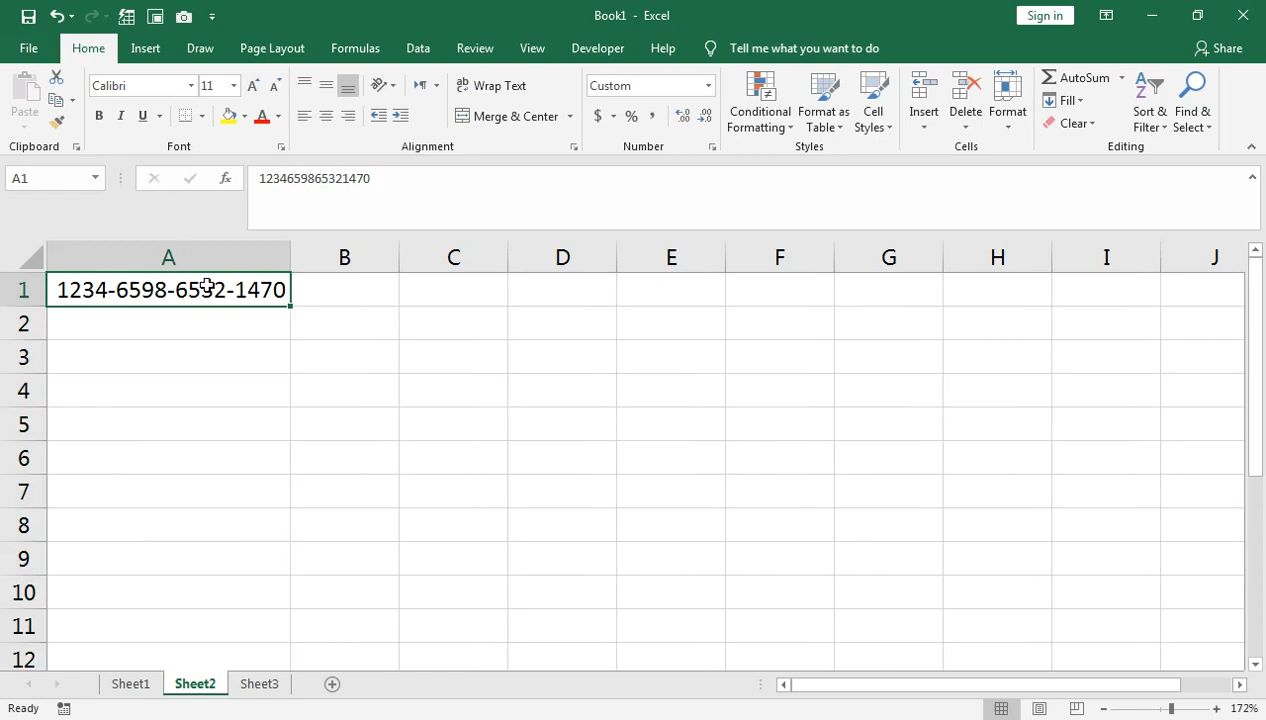 Book1 - Excel
Sign in
File Home Insert Draw Page Layout Formulas Data Review View Developer Help Tell me what you want to do Share
Paste
Calibri 11
B I U A
Wrap Text
Merge & Center
Custom
$ % ,
Conditional Formatting
Format as Table
Cell Styles
Insert
Delete
Format
AutoSum
Fill
Clear
Sort & Filter
Find & Select
Clipboard Font Alignment Number Styles Cells Editing
A1 fx 1234659865321470
A B C D E F G H I J
1 1234-6598-6532-1470
2
3
4
5
6
7
8
9
10
11
12
Sheet1 Sheet2 Sheet3
Ready 172%